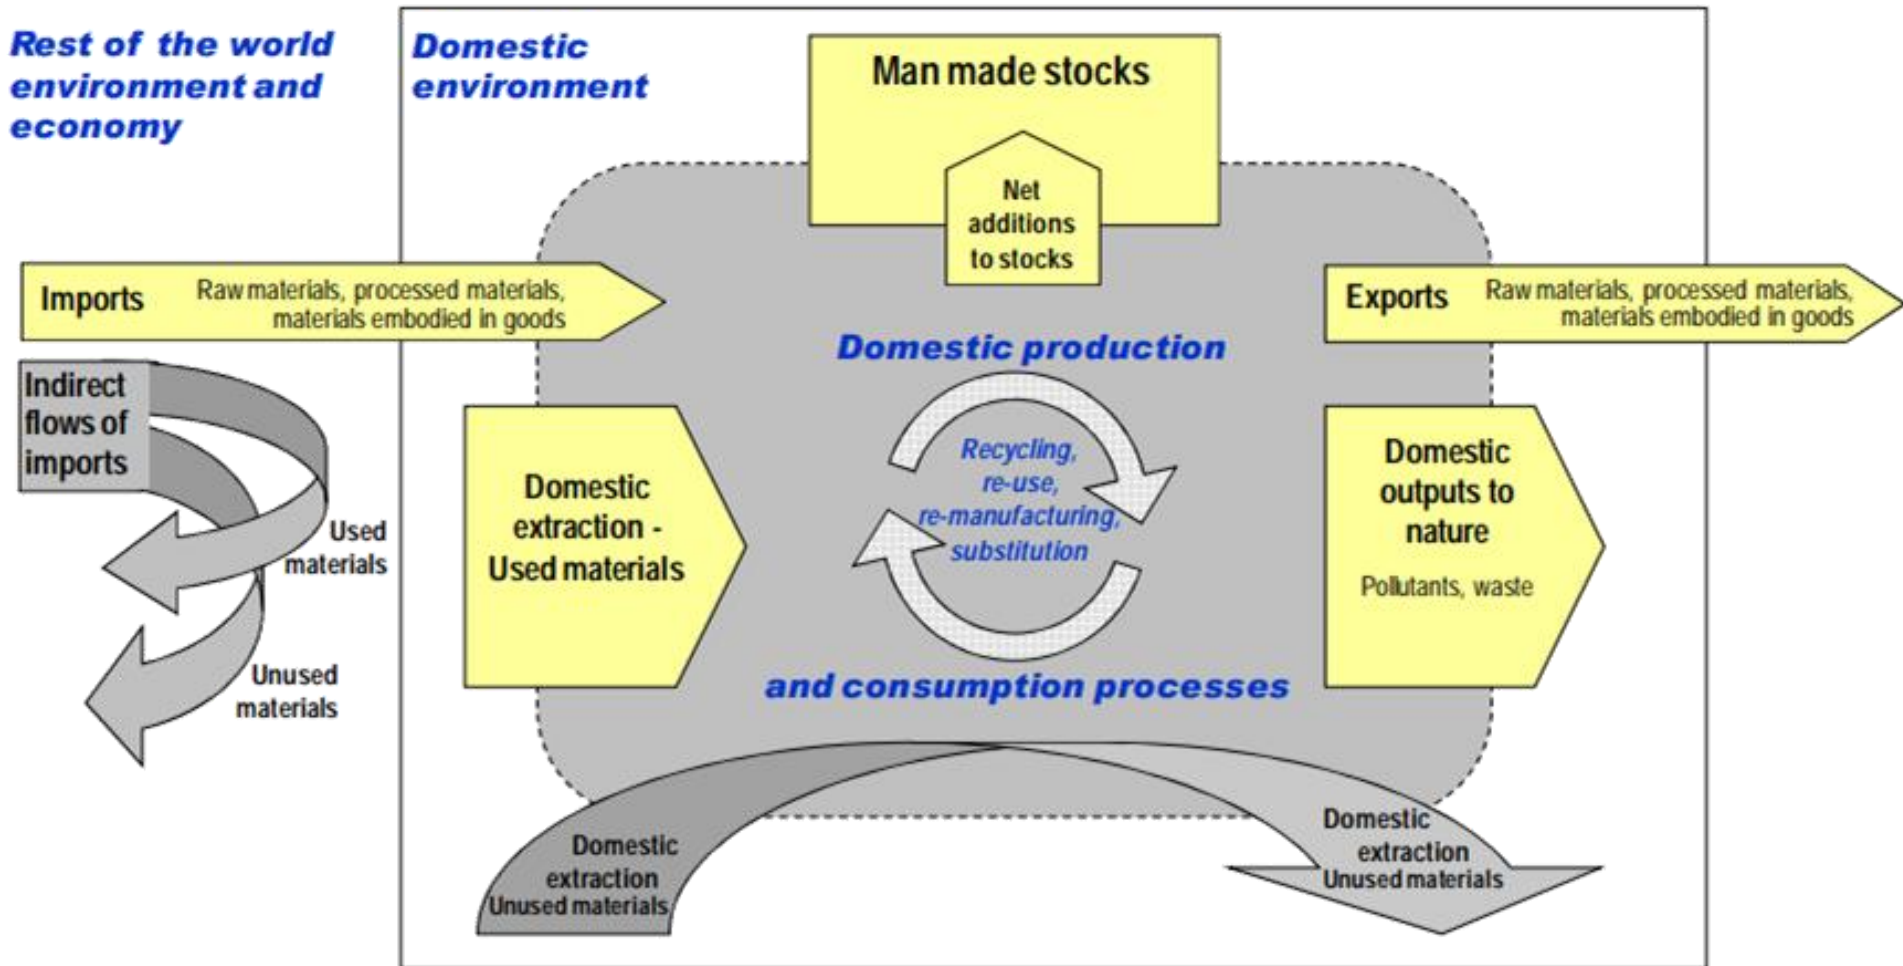 Rest of the world
environment and
economy
Domestic
environment
Man made stocks
Net
additions
to stocks
Imports
Raw materials, processed materials,
materials embodied in goods
Exports
Raw materials, processed materials,
materials embodied in goods
Indirect
flows of
imports
Used
materials
Unused
materials
Domestic
extraction -
Used materials
Domestic production
Recycling,
re-use,
re-manufacturing,
substitution
and consumption processes
Domestic
outputs to
nature
Pollutants, waste
Domestic
extraction
Unused materials
Domestic
extraction
Unused materials